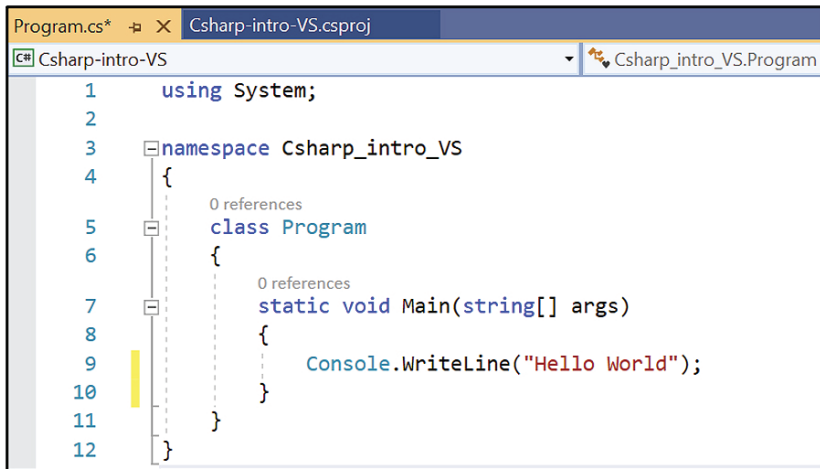 Program.cs* Csharp-intro-VS.csproj
C# Csharp-intro-VS Csharp_intro_VS.Program
1 using System;
2
3 namespace Csharp_intro_VS
4 {
0 references
5 class Program
6 {
0 references
7 static void Main(string[] args)
8 {
9 Console.WriteLine("Hello World");
10 }
11 }
12 }